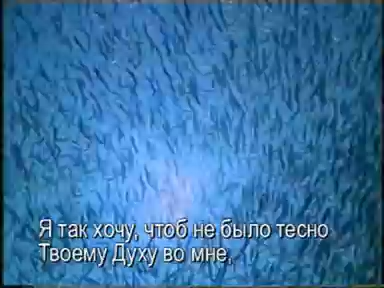 Я так хочу, чтоб не было тесно
Твоему Духу во мне,